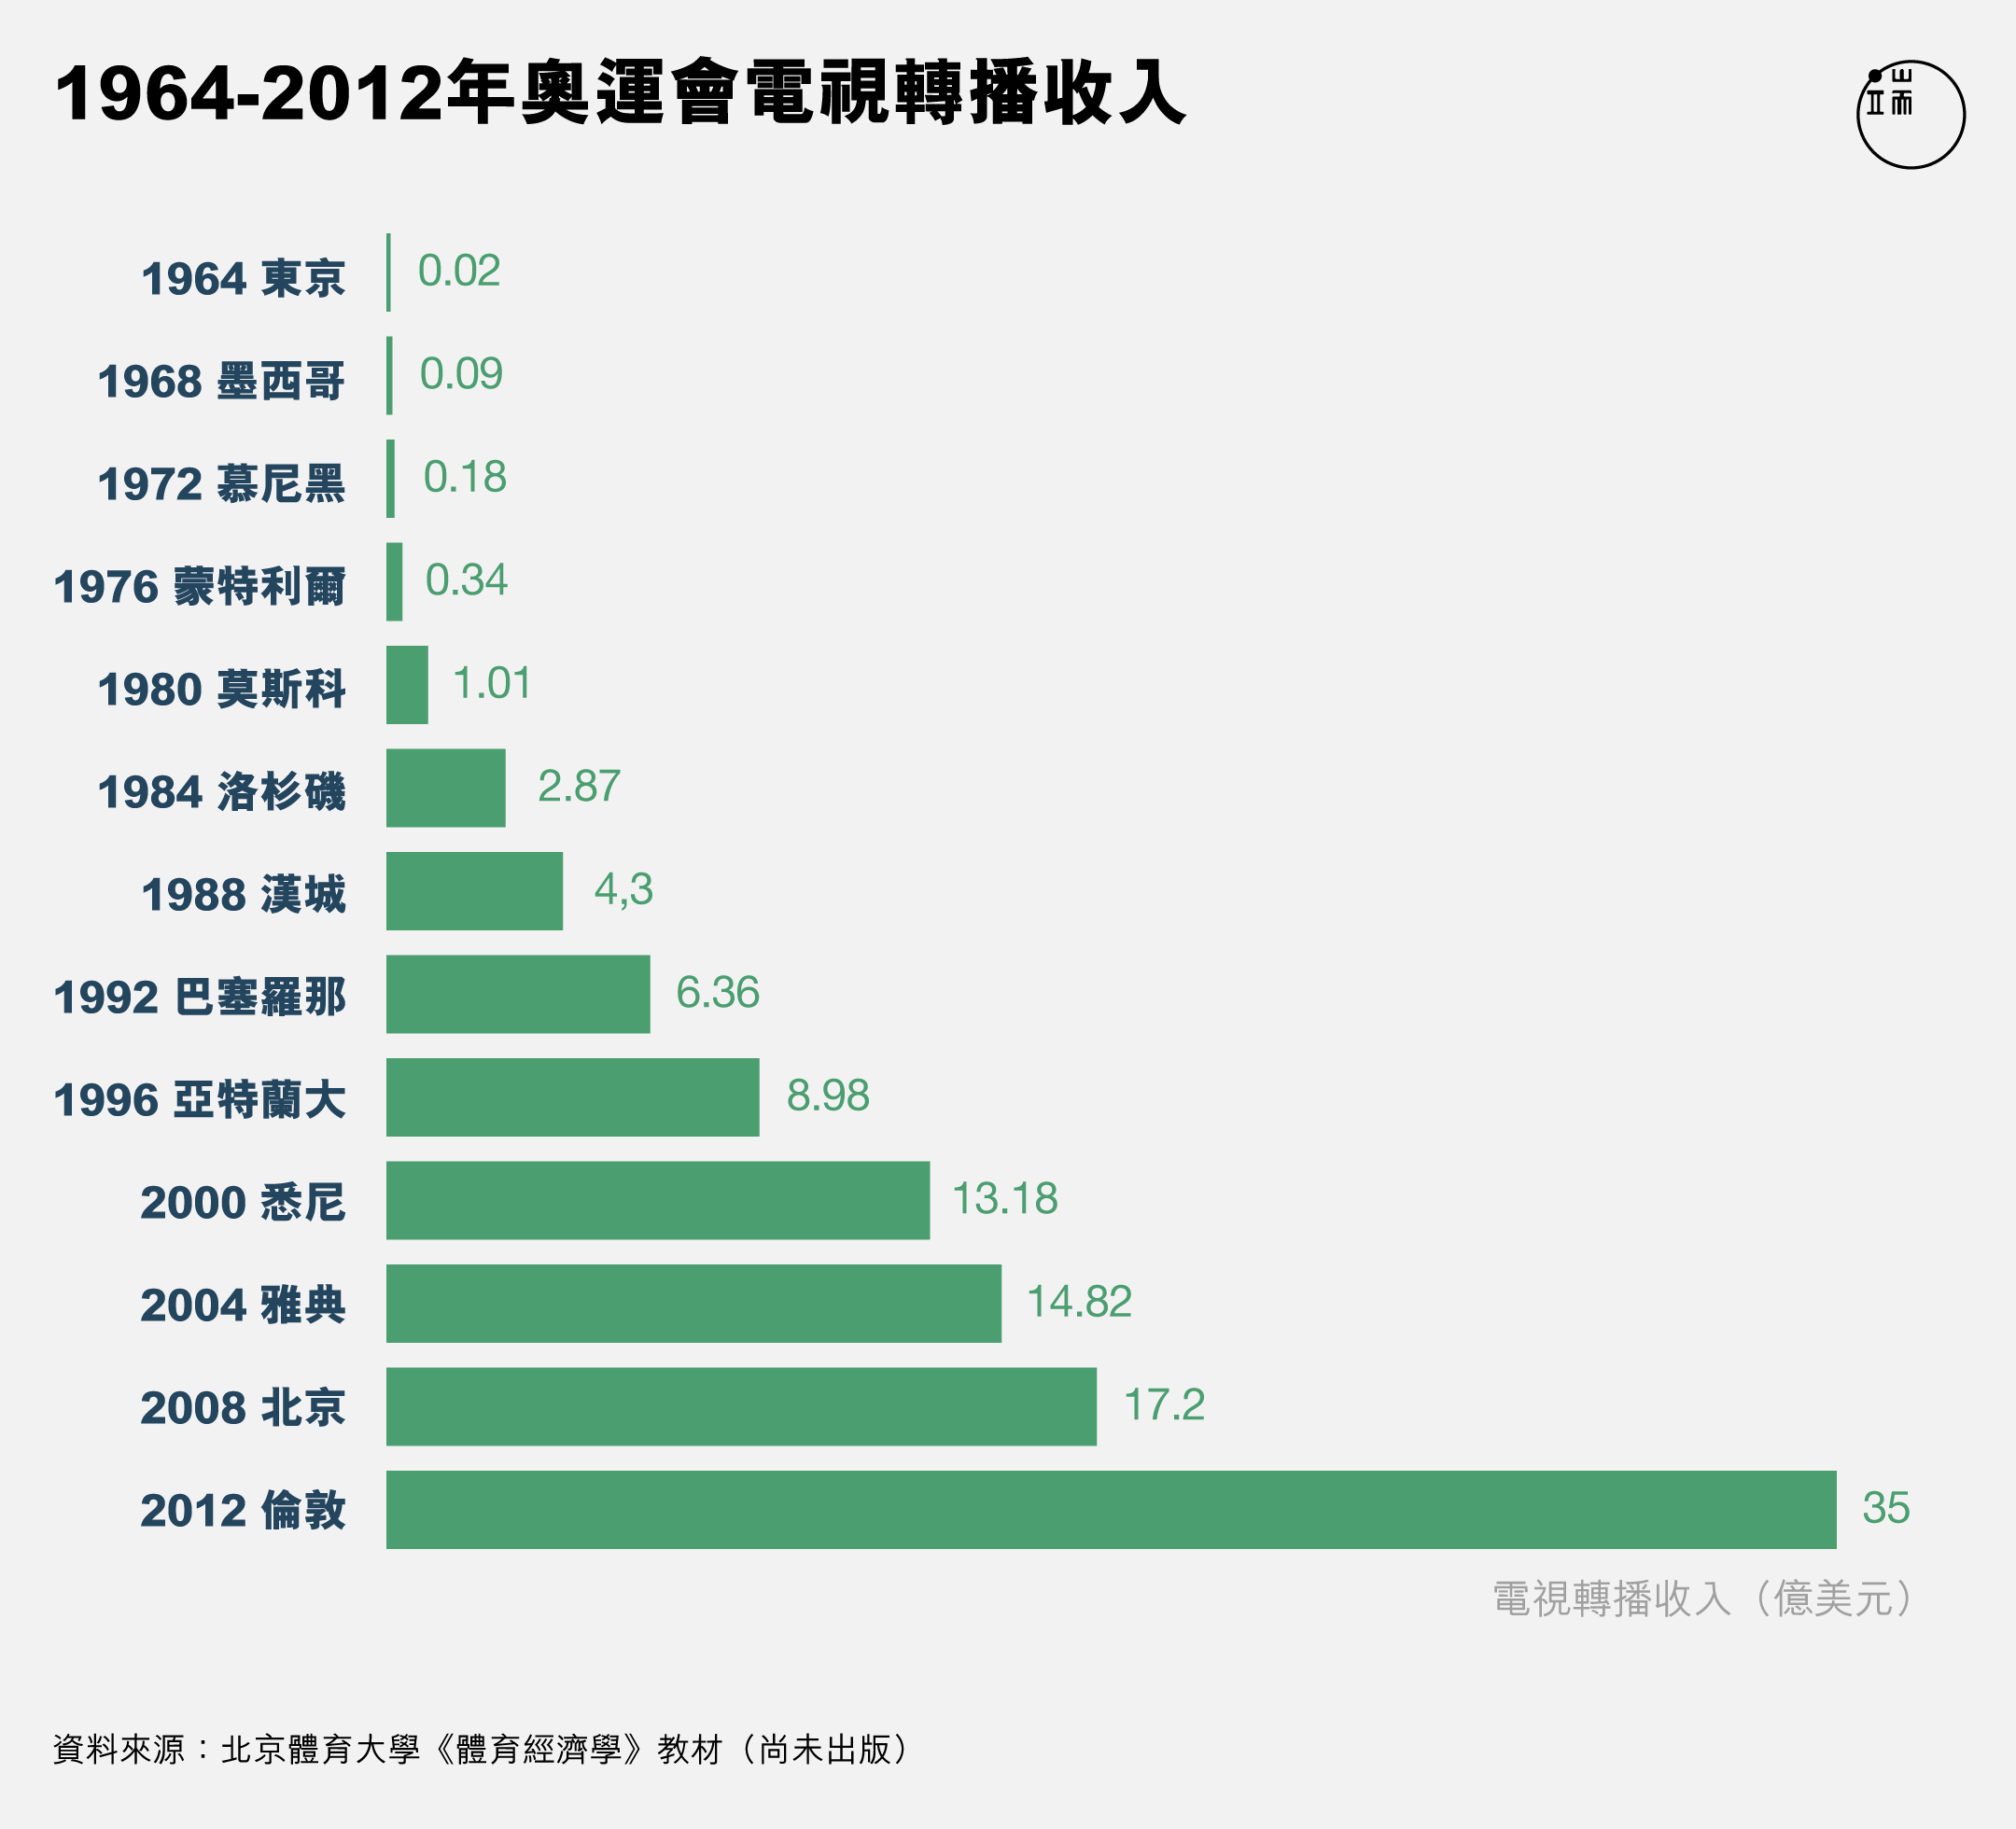 1964-2012年奧運會電視轉播收入
端
1964 東京 0.02
1968 墨西哥 0.09
1972 慕尼黑 0.18
1976 蒙特利爾 0.34
1980 莫斯科 1.01
1984 洛杉磯 2.87
1988 漢城 4,3
1992 巴塞羅那 6.36
1996 亞特蘭大 8.98
2000 悉尼 13.18
2004 雅典 14.82
2008 北京 17.2
2012 倫敦 35
電視轉播收入（億美元）
資料來源：北京體育大學《體育經濟學》教材（尚未出版）